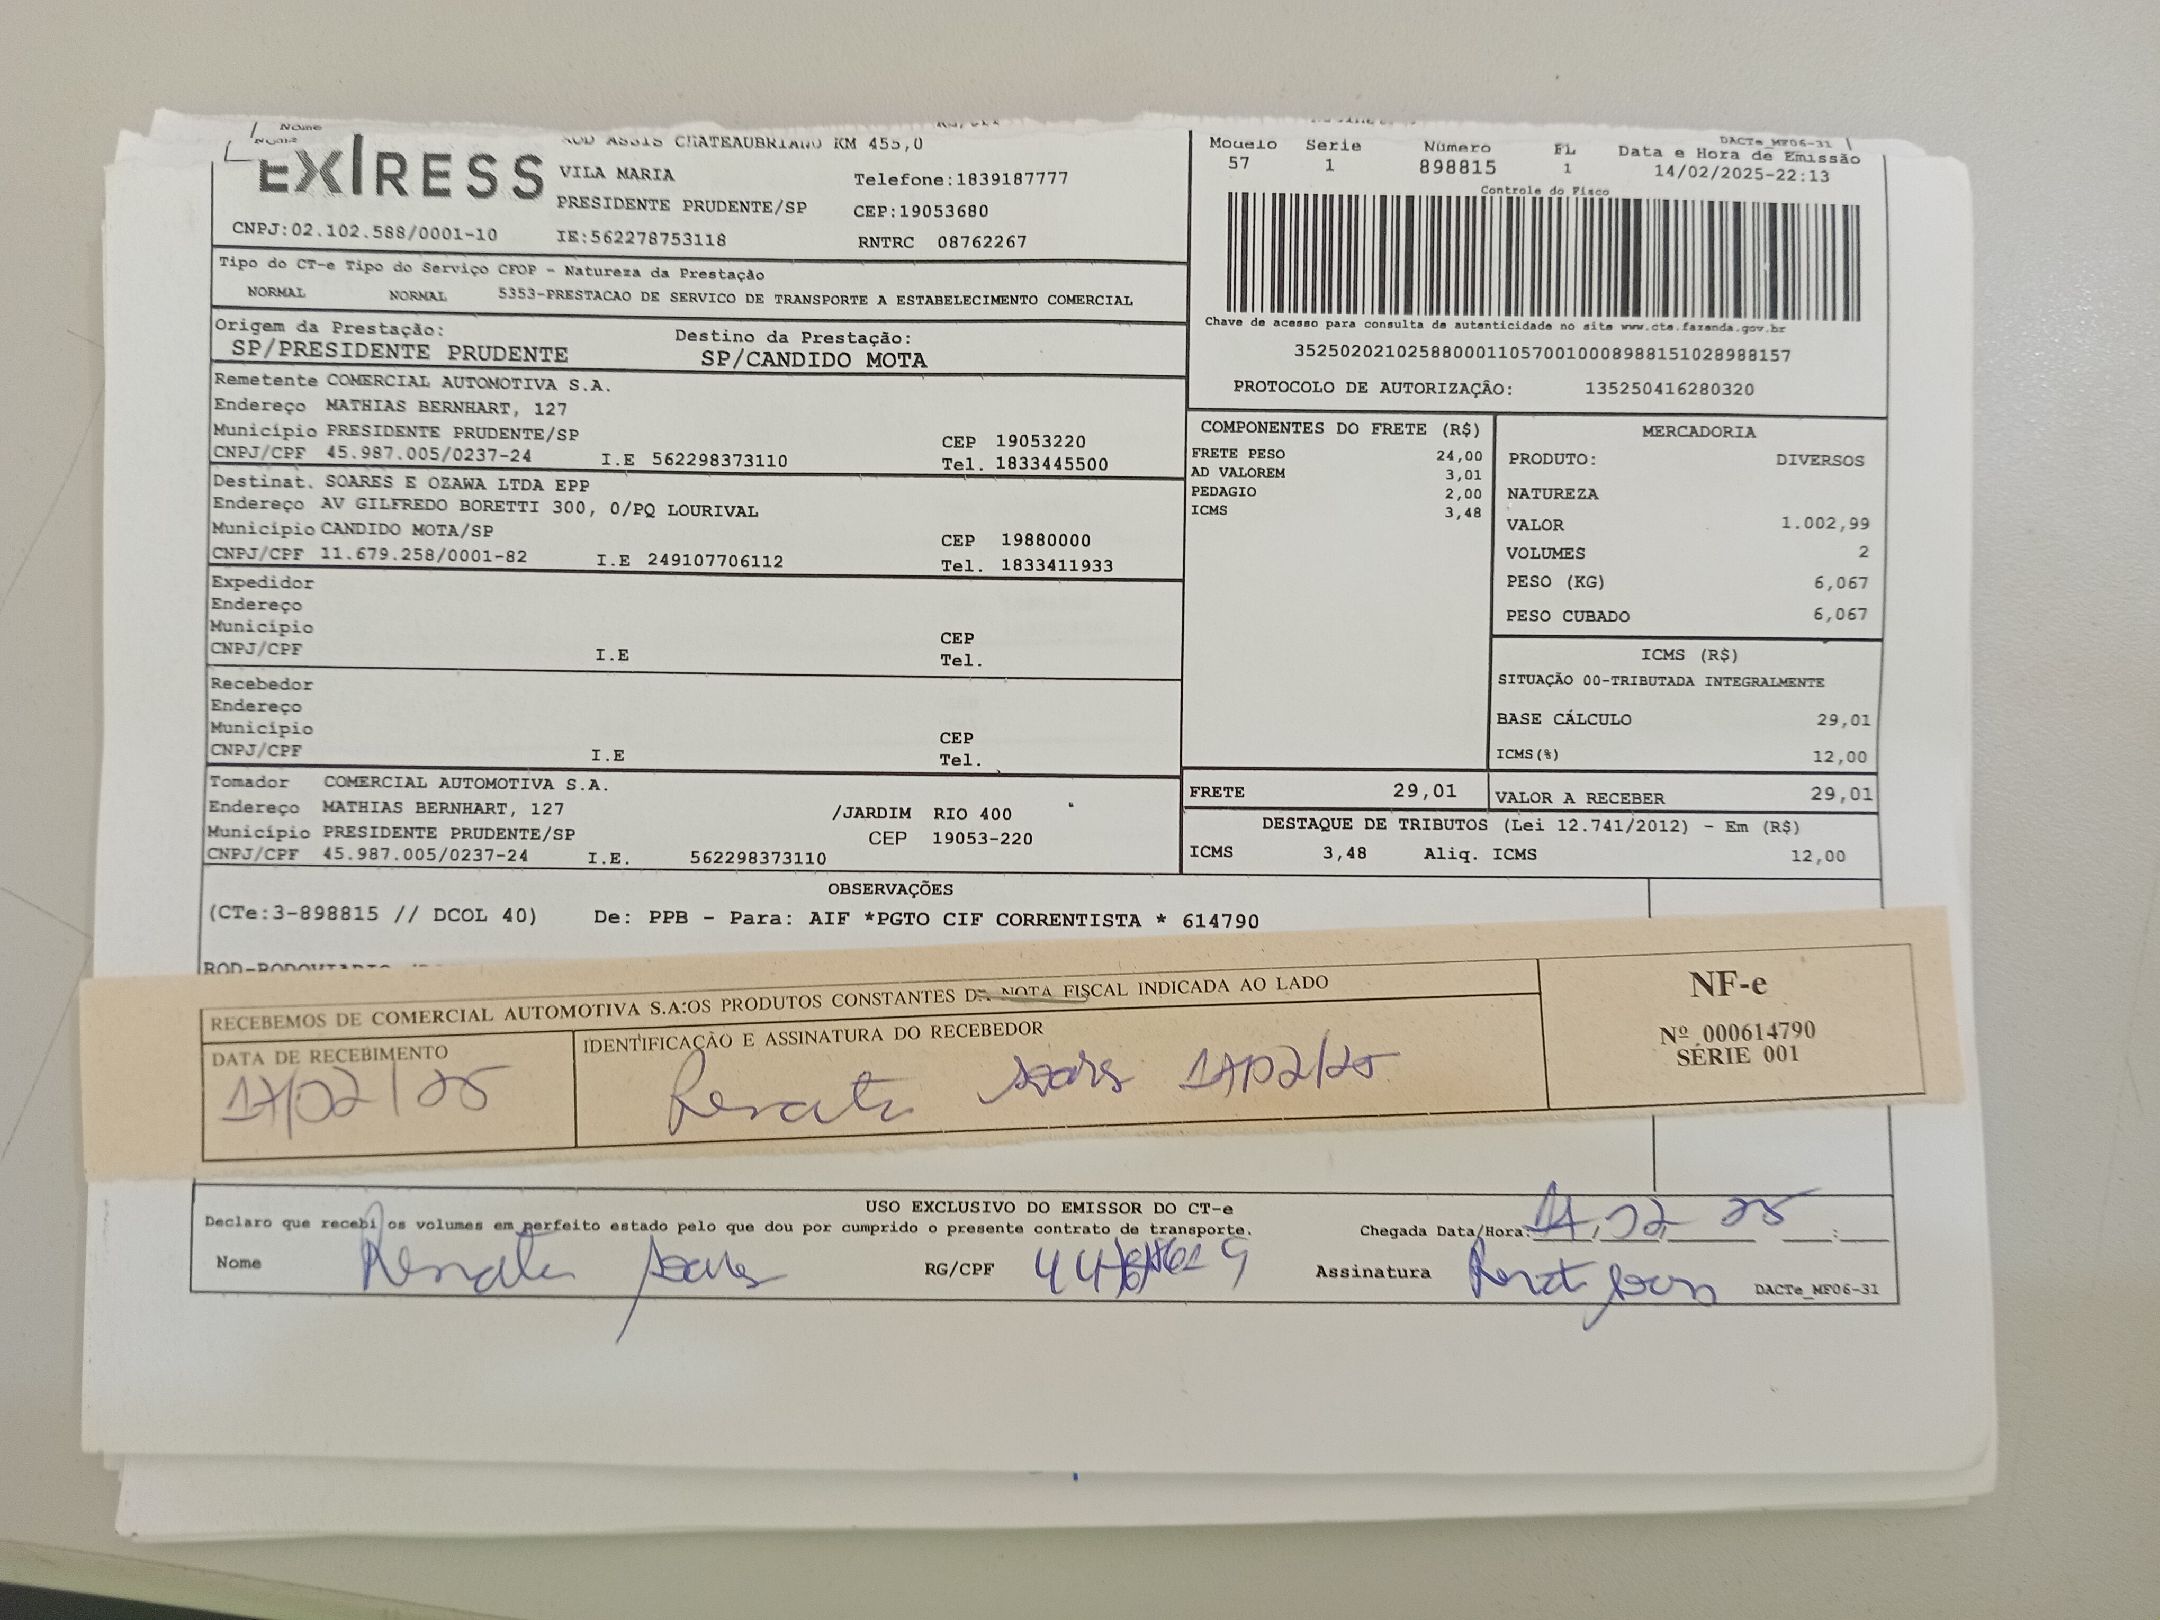 Nome
EX RESS
ROD ASSIS CHATEAUBRIAND KM 455,0
VILA MARIA
Telefone:1839187777
PRESIDENTE PRUDENTE/SP
CEP:19053680
CNPJ:02.102.588/0001-10
IE:562278753118
RNTRC 08762267
DACTe_MF06-31
Modelo Serie Número FL Data e Hora de Emissão
57 1 898815 1 14/02/2025-22:13
Controle do Fisco
Chave de acesso para consulta de autenticidade no site www.cte.fazenda.gov.br
35250202102588000110570010008988151028988157
PROTOCOLO DE AUTORIZAÇÃO: 135250416280320
Tipo do CT-e Tipo do Serviço CFOP - Natureza da Prestação
NORMAL NORMAL 5353-PRESTACAO DE SERVICO DE TRANSPORTE A ESTABELECIMENTO COMERCIAL
Origem da Prestação: Destino da Prestação:
SP/PRESIDENTE PRUDENTE SP/CANDIDO MOTA
Remetente COMERCIAL AUTOMOTIVA S.A.
Endereço MATHIAS BERNHART, 127
Município PRESIDENTE PRUDENTE/SP CEP 19053220
CNPJ/CPF 45.987.005/0237-24 I.E 562298373110 Tel. 1833445500
Destinat. SOARES E OZAWA LTDA EPP
Endereço AV GILFREDO BORETTI 300, 0/PQ LOURIVAL
Município CANDIDO MOTA/SP CEP 19880000
CNPJ/CPF 11.679.258/0001-82 I.E 249107706112 Tel. 1833411933
Expedidor
Endereço
Município CEP
CNPJ/CPF I.E Tel.
Recebedor
Endereço
Município CEP
CNPJ/CPF I.E Tel.
Tomador COMERCIAL AUTOMOTIVA S.A.
Endereço MATHIAS BERNHART, 127 /JARDIM RIO 400
Município PRESIDENTE PRUDENTE/SP CEP 19053-220
CNPJ/CPF 45.987.005/0237-24 I.E. 562298373110
COMPONENTES DO FRETE (R$)
FRETE PESO 24,00
AD VALOREM 3,01
PEDAGIO 2,00
ICMS 3,48
MERCADORIA
PRODUTO: DIVERSOS
NATUREZA
VALOR 1.002,99
VOLUMES 2
PESO (KG) 6,067
PESO CUBADO 6,067
ICMS (R$)
SITUAÇÃO 00-TRIBUTADA INTEGRALMENTE
BASE CÁLCULO 29,01
ICMS(%) 12,00
FRETE 29,01 VALOR A RECEBER 29,01
DESTAQUE DE TRIBUTOS (Lei 12.741/2012) - Em (R$)
ICMS 3,48 Aliq. ICMS 12,00
OBSERVAÇÕES
(CTe:3-898815 // DCOL 40) De: PPB - Para: AIF *PGTO CIF CORRENTISTA * 614790
ROD-RODOVIARIO
RECEBEMOS DE COMERCIAL AUTOMOTIVA S.A:OS PRODUTOS CONSTANTES DA NOTA FISCAL INDICADA AO LADO
DATA DE RECEBIMENTO
17/02/25
IDENTIFICAÇÃO E ASSINATURA DO RECEBEDOR
Renata Soares 17/02/25
NF-e
Nº 000614790
SÉRIE 001
USO EXCLUSIVO DO EMISSOR DO CT-e
Declaro que recebi os volumes em perfeito estado pelo que dou por cumprido o presente contrato de transporte.
Chegada Data/Hora: 17, 02 25 :
Nome Renata Soares RG/CPF Assinatura Renata Soares
DACTe_MF06-31